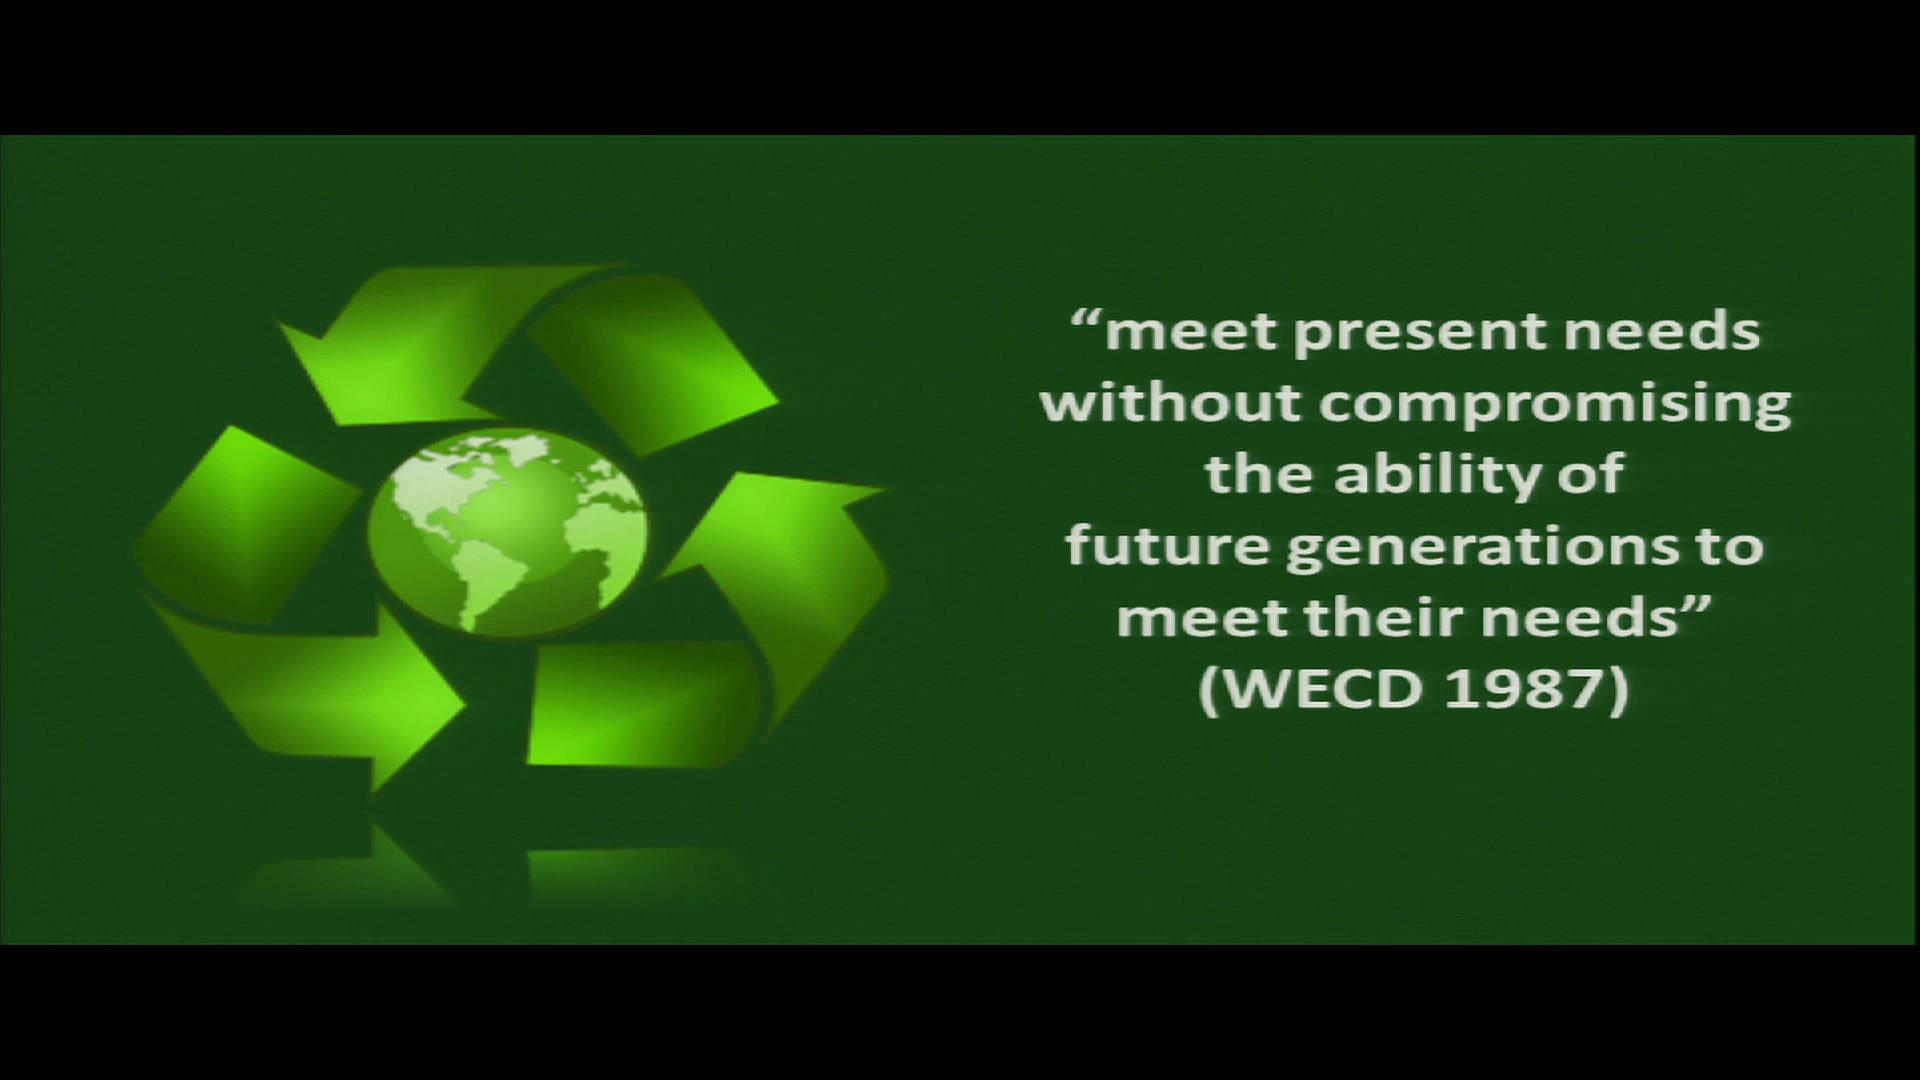 “meet present needs
without compromising
the ability of
future generations to
meet their needs”
(WECD 1987)